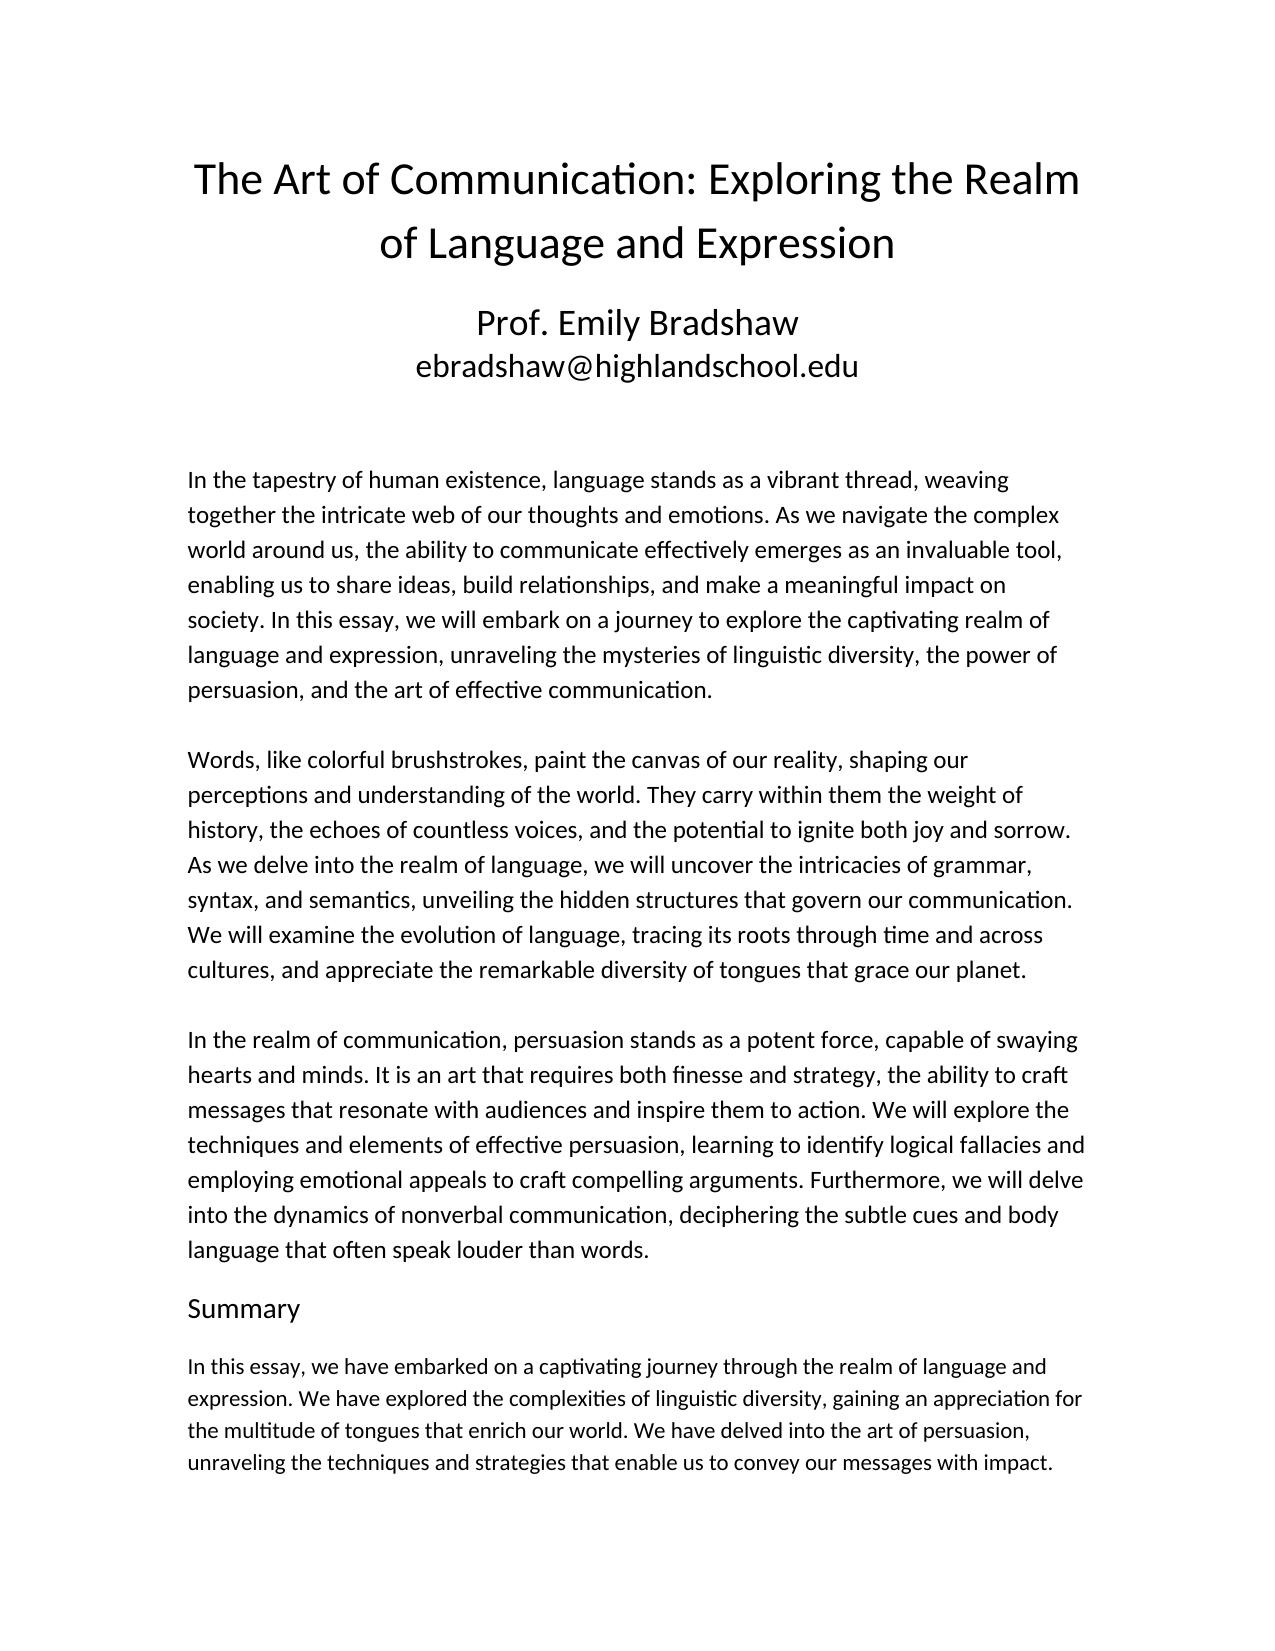 The Art of Communication: Exploring the Realm
of Language and Expression
Prof. Emily Bradshaw
ebradshaw@highlandschool.edu
In the tapestry of human existence, language stands as a vibrant thread, weaving
together the intricate web of our thoughts and emotions. As we navigate the complex
world around us, the ability to communicate effectively emerges as an invaluable tool,
enabling us to share ideas, build relationships, and make a meaningful impact on
society. In this essay, we will embark on a journey to explore the captivating realm of
language and expression, unraveling the mysteries of linguistic diversity, the power of
persuasion, and the art of effective communication.
Words, like colorful brushstrokes, paint the canvas of our reality, shaping our
perceptions and understanding of the world. They carry within them the weight of
history, the echoes of countless voices, and the potential to ignite both joy and sorrow.
As we delve into the realm of language, we will uncover the intricacies of grammar,
syntax, and semantics, unveiling the hidden structures that govern our communication.
We will examine the evolution of language, tracing its roots through time and across
cultures, and appreciate the remarkable diversity of tongues that grace our planet.
In the realm of communication, persuasion stands as a potent force, capable of swaying
hearts and minds. It is an art that requires both finesse and strategy, the ability to craft
messages that resonate with audiences and inspire them to action. We will explore the
techniques and elements of effective persuasion, learning to identify logical fallacies and
employing emotional appeals to craft compelling arguments. Furthermore, we will delve
into the dynamics of nonverbal communication, deciphering the subtle cues and body
language that often speak louder than words.
Summary
In this essay, we have embarked on a captivating journey through the realm of language and
expression. We have explored the complexities of linguistic diversity, gaining an appreciation for
the multitude of tongues that enrich our world. We have delved into the art of persuasion,
unraveling the techniques and strategies that enable us to convey our messages with impact.